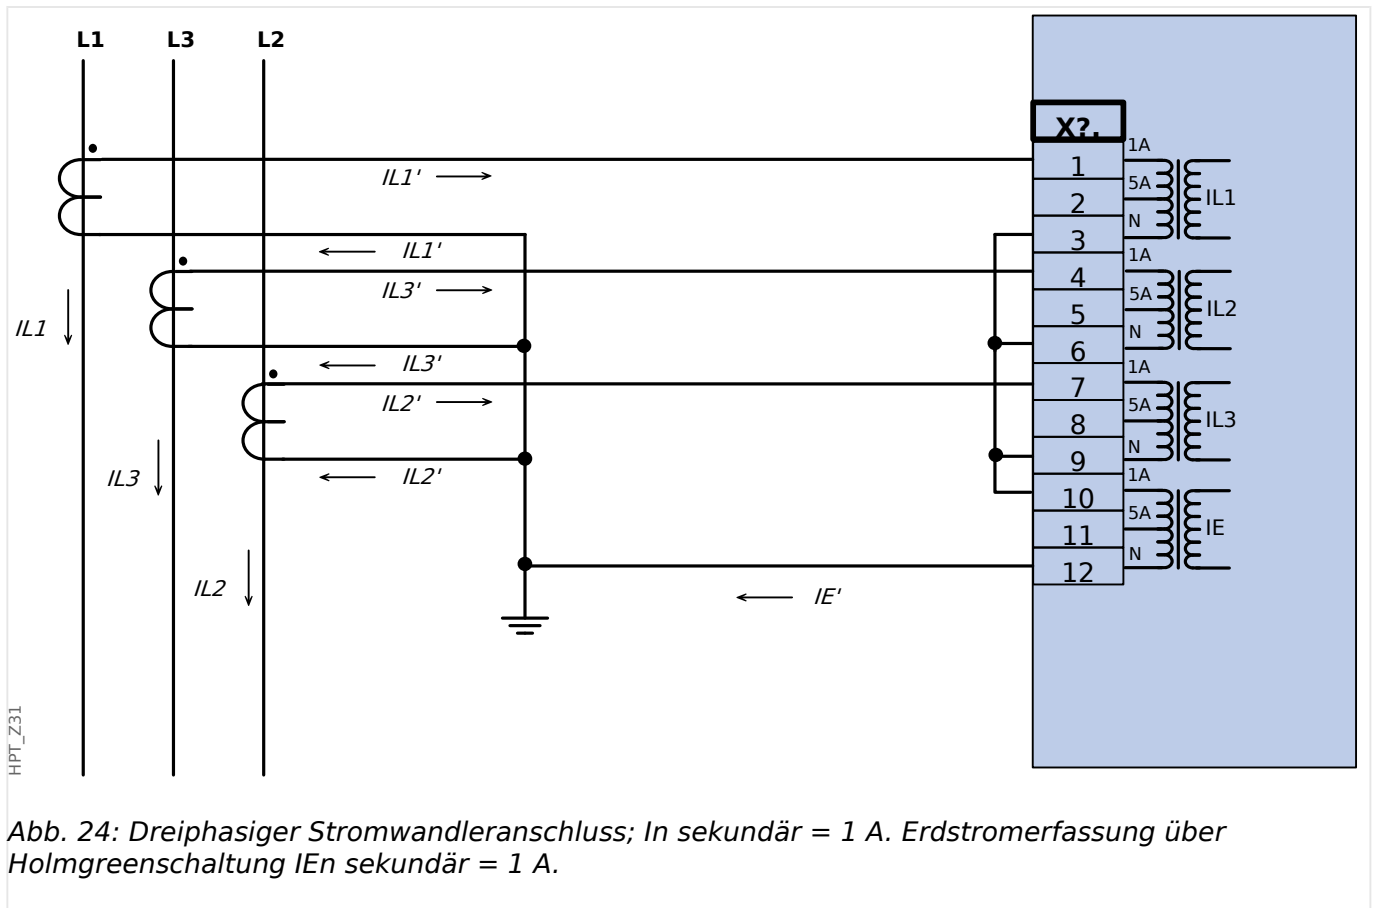 L1 L3 L2
X?.
1
2
3
4
5
6
7
8
9
10
11
12
1A
5A
N
IL1
1A
5A
N
IL2
1A
5A
N
IL3
1A
5A
N
IE
IL1'
IL1'
IL3'
IL3'
IL2'
IL2'
IE'
IL1
IL3
IL2
HPT_Z31
Abb. 24: Dreiphasiger Stromwandleranschluss; In sekundär = 1 A. Erdstromerfassung über
Holmgreenschaltung IEn sekundär = 1 A.